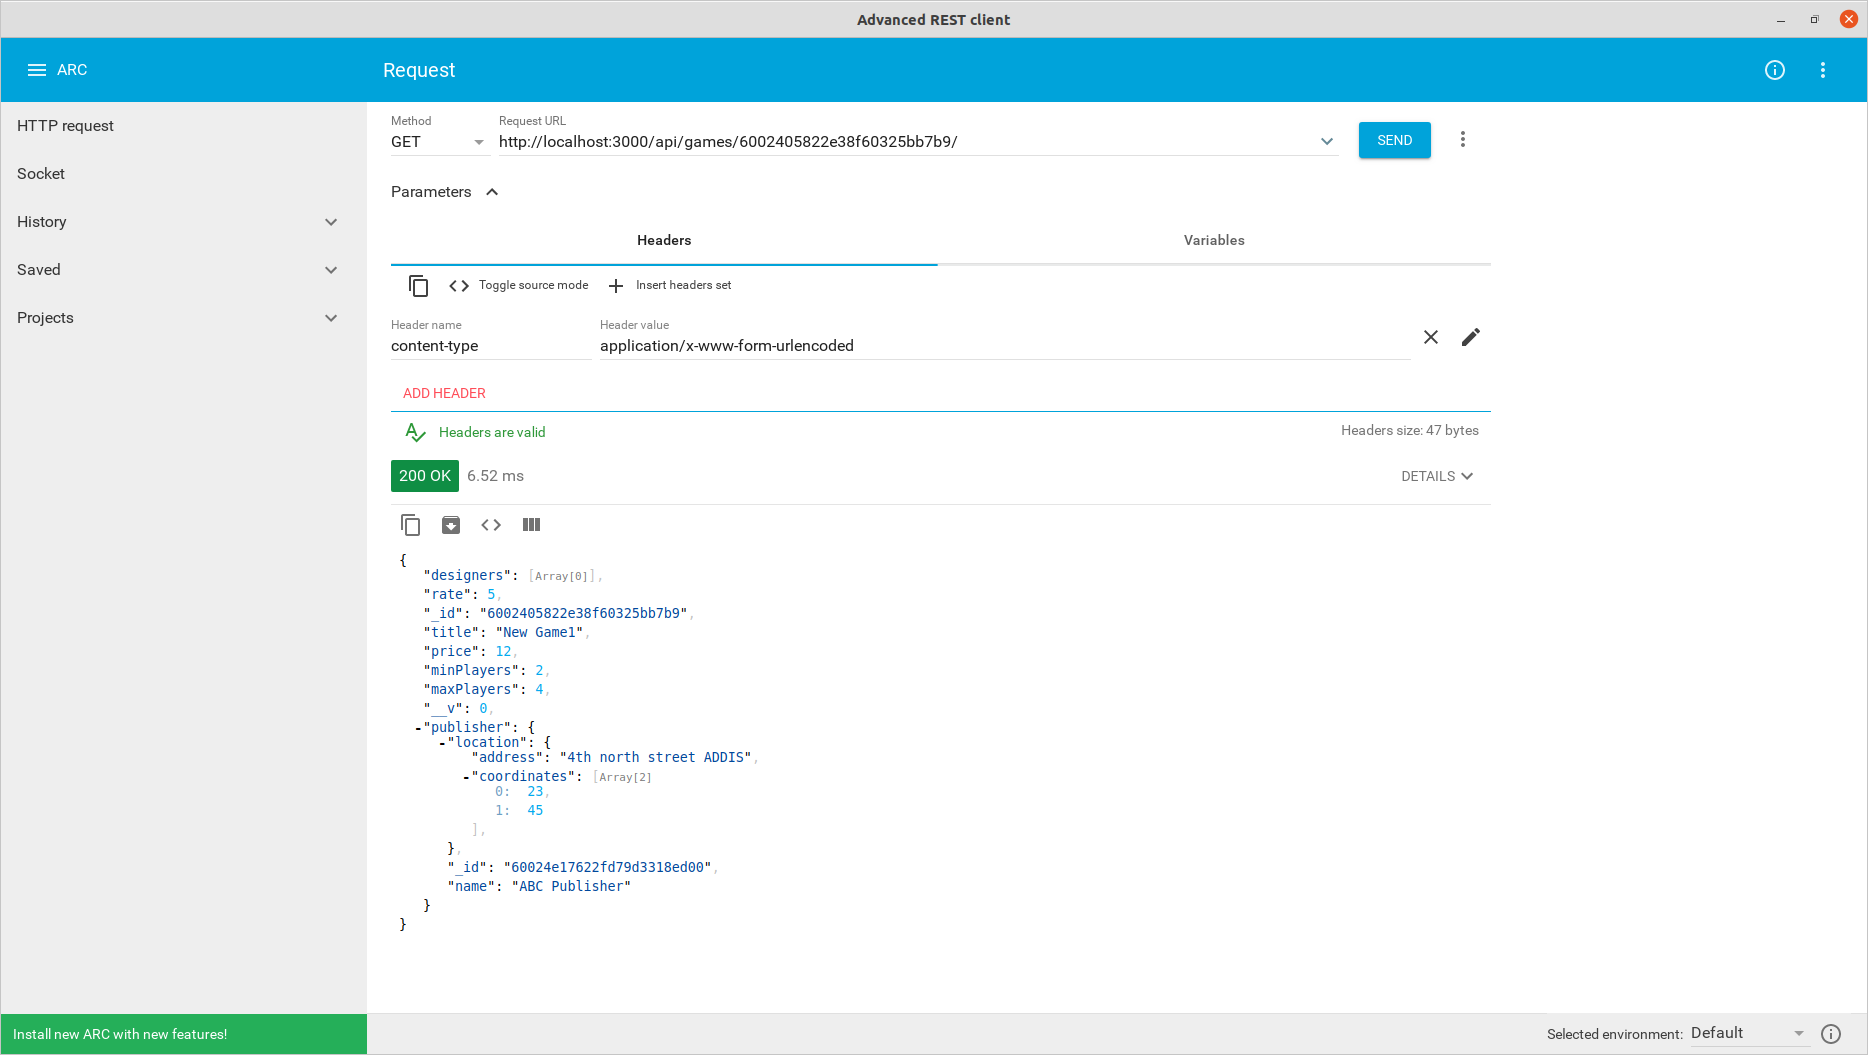 Advanced REST client
ARC
Request
HTTP request
Socket
History
Saved
Projects
Method
GET
Request URL
http://localhost:3000/api/games/6002405822e38f60325bb7b9/
SEND
Parameters
Headers
Variables
Toggle source mode
Insert headers set
Header name
content-type
Header value
application/x-www-form-urlencoded
ADD HEADER
Headers are valid
Headers size: 47 bytes
200 OK
6.52 ms
DETAILS
{
"designers": [Array[0]],
"rate": 5,
"_id": "6002405822e38f60325bb7b9",
"title": "New Game1",
"price": 12,
"minPlayers": 2,
"maxPlayers": 4,
"__v": 0,
-"publisher": {
-"location": {
"address": "4th north street ADDIS",
-"coordinates": [Array[2]
0: 23,
1: 45
],
},
"_id": "60024e17622fd79d3318ed00",
"name": "ABC Publisher"
}
}
Install new ARC with new features!
Selected environment: Default